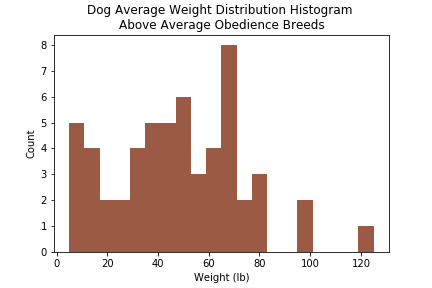 Dog Average Weight Distribution Histogram
Above Average Obedience Breeds
8
7
6
5
4
3
2
1
0
Count
0 20 40 60 80 100 120
Weight (lb)